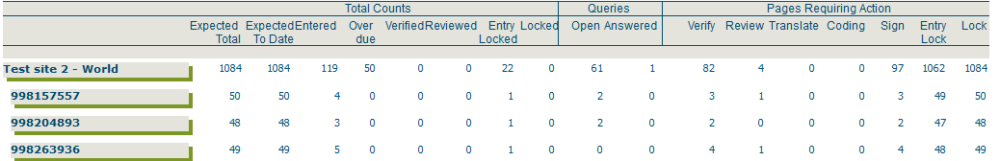 Total Counts Queries Pages Requiring Action
Expected Expected Entered Over Verified Reviewed Entry Locked Open Answered Verify Review Translate Coding Sign Entry Lock
Total To Date due Locked Lock
Test site 2 - World 1084 1084 119 50 0 0 22 0 61 1 82 4 0 0 97 1062 1084
998157557 50 50 4 0 0 0 1 0 2 0 3 1 0 0 3 49 50
998204893 48 48 3 0 0 0 1 0 2 0 2 0 0 0 2 47 48
998263936 49 49 5 0 0 0 1 0 0 0 4 1 0 0 4 48 49